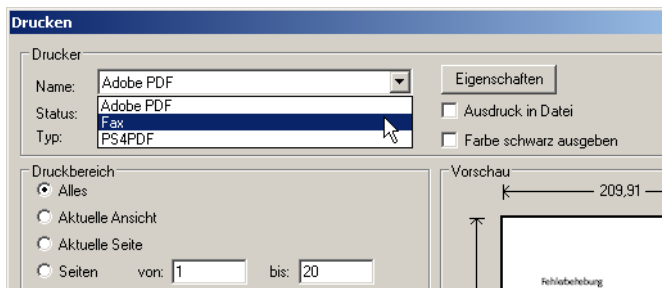 Drucken
Drucker
Name: Adobe PDF
Eigenschaften
Status: Adobe PDF
Fax
Typ: PS4PDF
Ausdruck in Datei
Farbe schwarz ausgeben
Druckbereich
Alles
Aktuelle Ansicht
Aktuelle Seite
Seiten von: 1 bis: 20
Vorschau
209,91
Fehlerbehebung